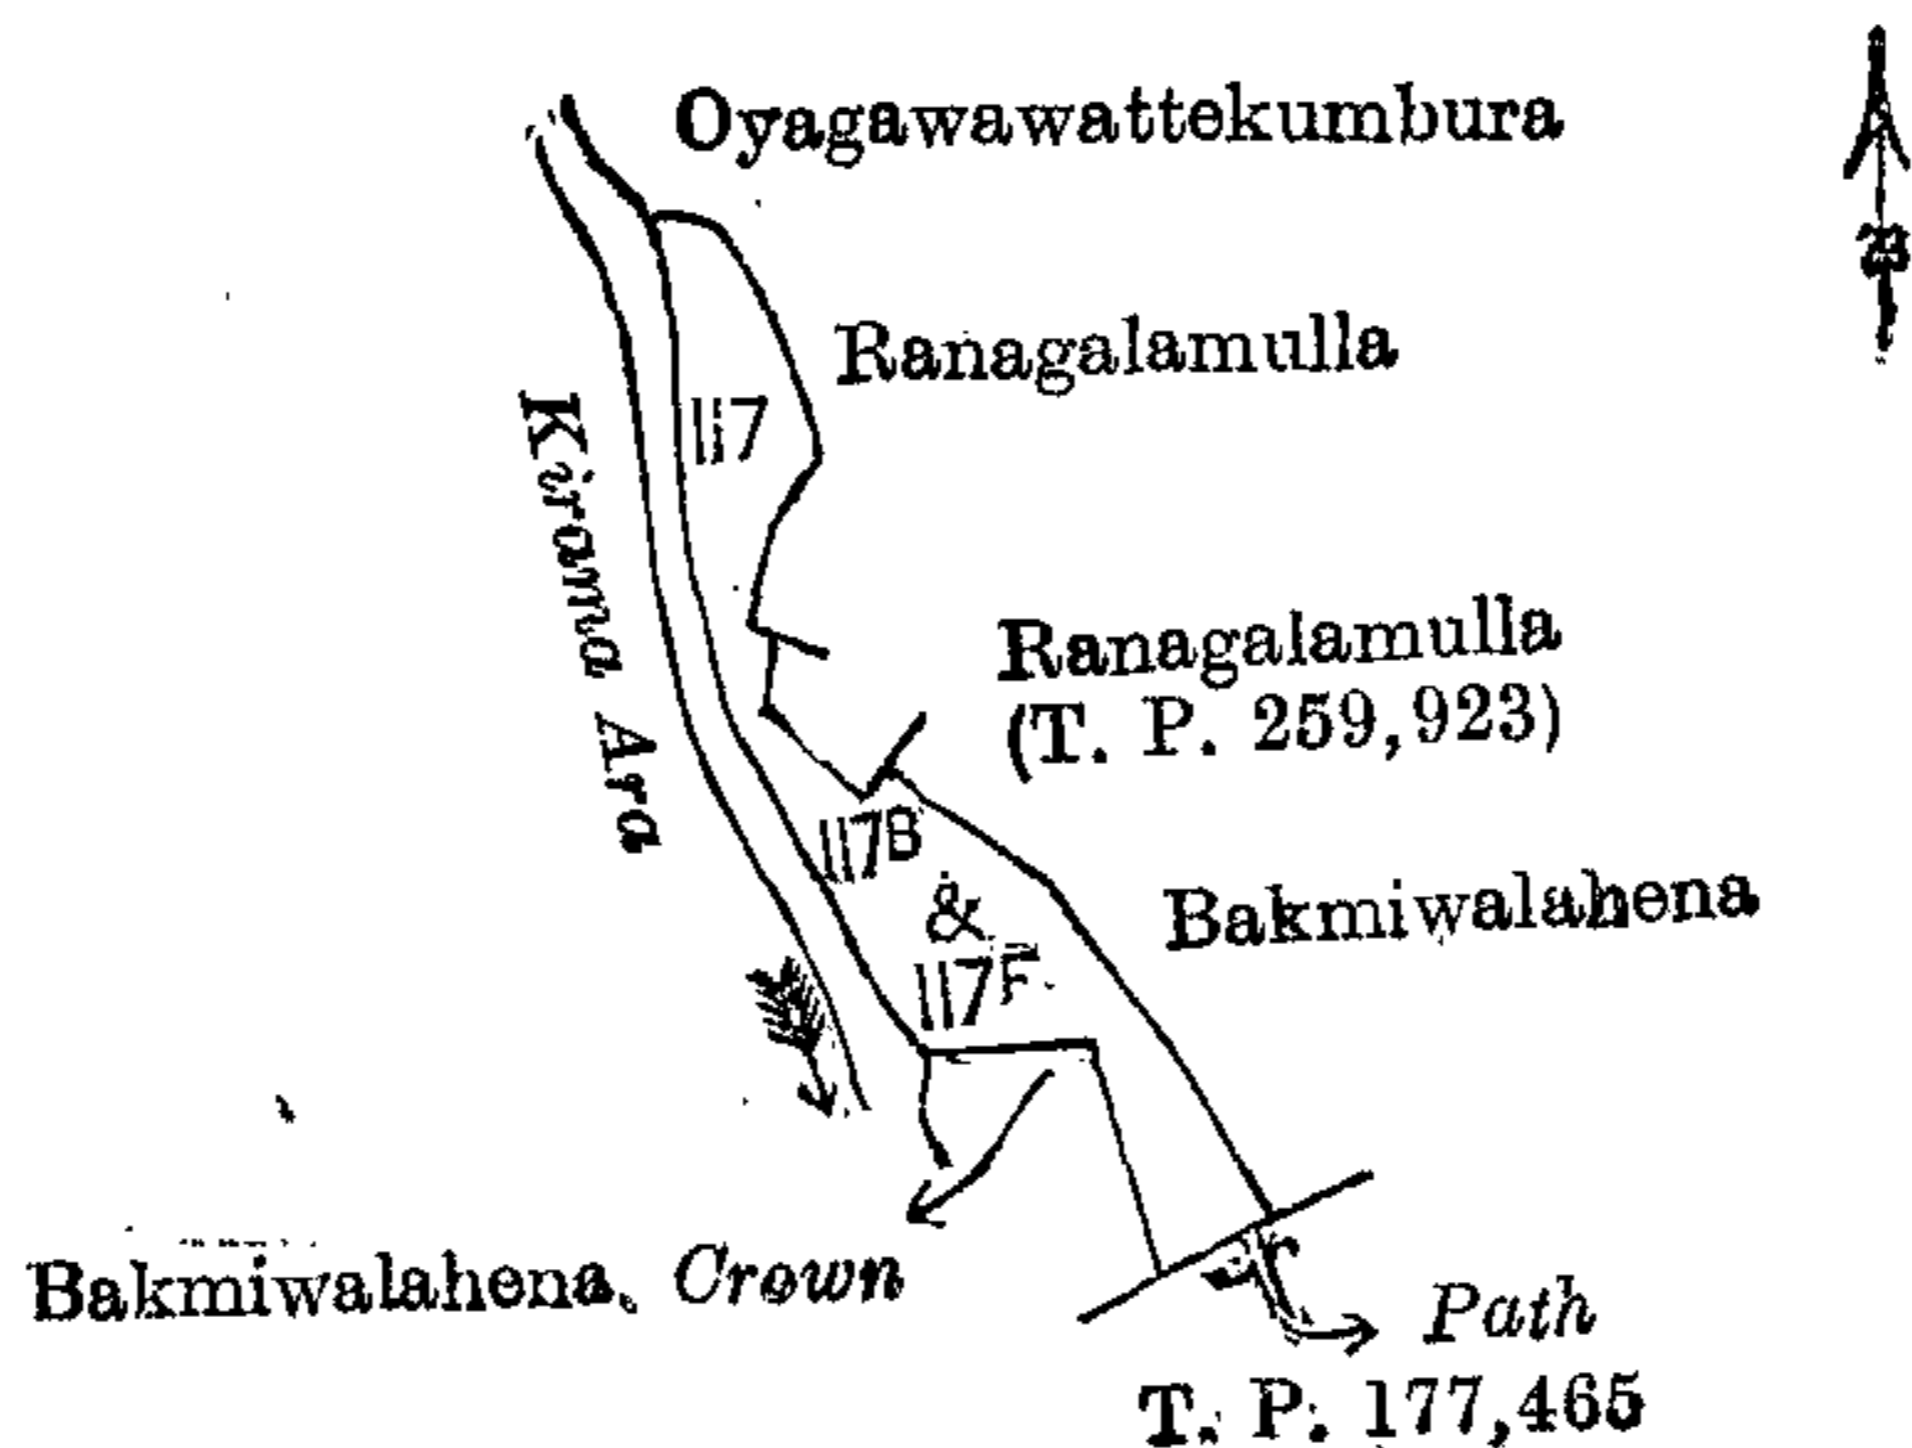 Oyagawawattekumbura
Ranagalamulla
117
Kirama Ara
Ranagalamulla
(T. P. 259,923)
117B
&
117F
Bakmiwalahena
Bakmiwalahena, Crown
Path
T. P. 177,465